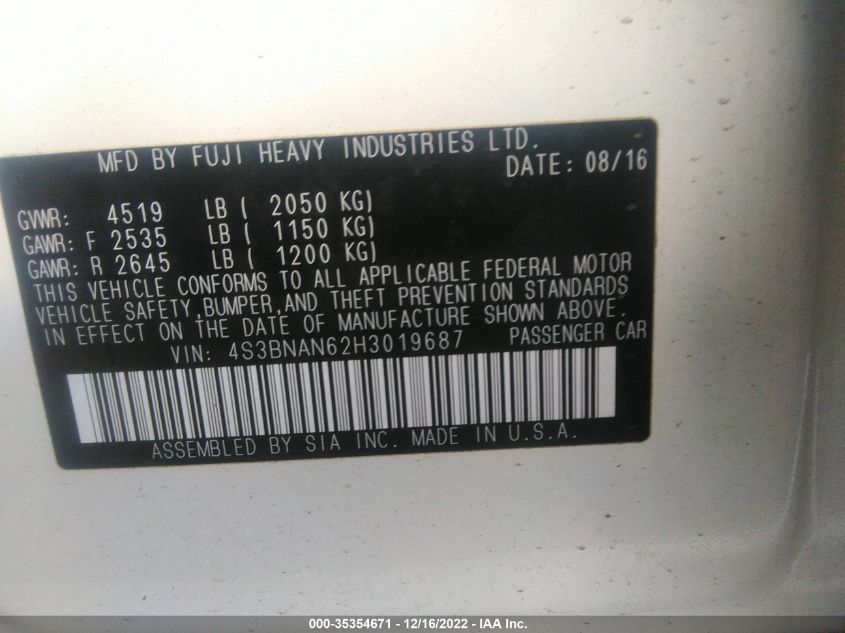 MFD BY FUJI HEAVY INDUSTRIES LTD.
DATE: 08/16
GVWR: 4519 LB ( 2050 KG)
GAWR: F 2535 LB ( 1150 KG)
GAWR: R 2645 LB ( 1200 KG)
THIS VEHICLE CONFORMS TO ALL APPLICABLE FEDERAL MOTOR
VEHICLE SAFETY,BUMPER,AND THEFT PREVENTION STANDARDS
IN EFFECT ON THE DATE OF MANUFACTURE SHOWN ABOVE.
VIN: 4S3BNAN62H3019687 PASSENGER CAR
ASSEMBLED BY SIA INC. MADE IN U.S.A.
000-35354671 - 12/16/2022 - IAA Inc.